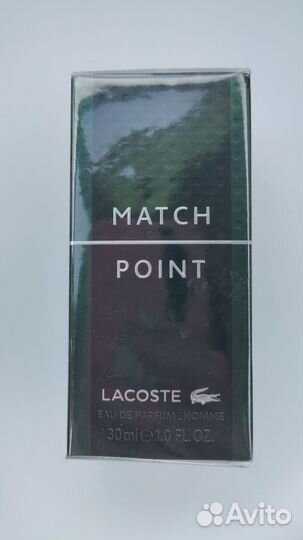 MATCH
POINT
LACOSTE
EAU DE PARFUM . HOMME
30ml e 1.0 FL.OZ.
Avito